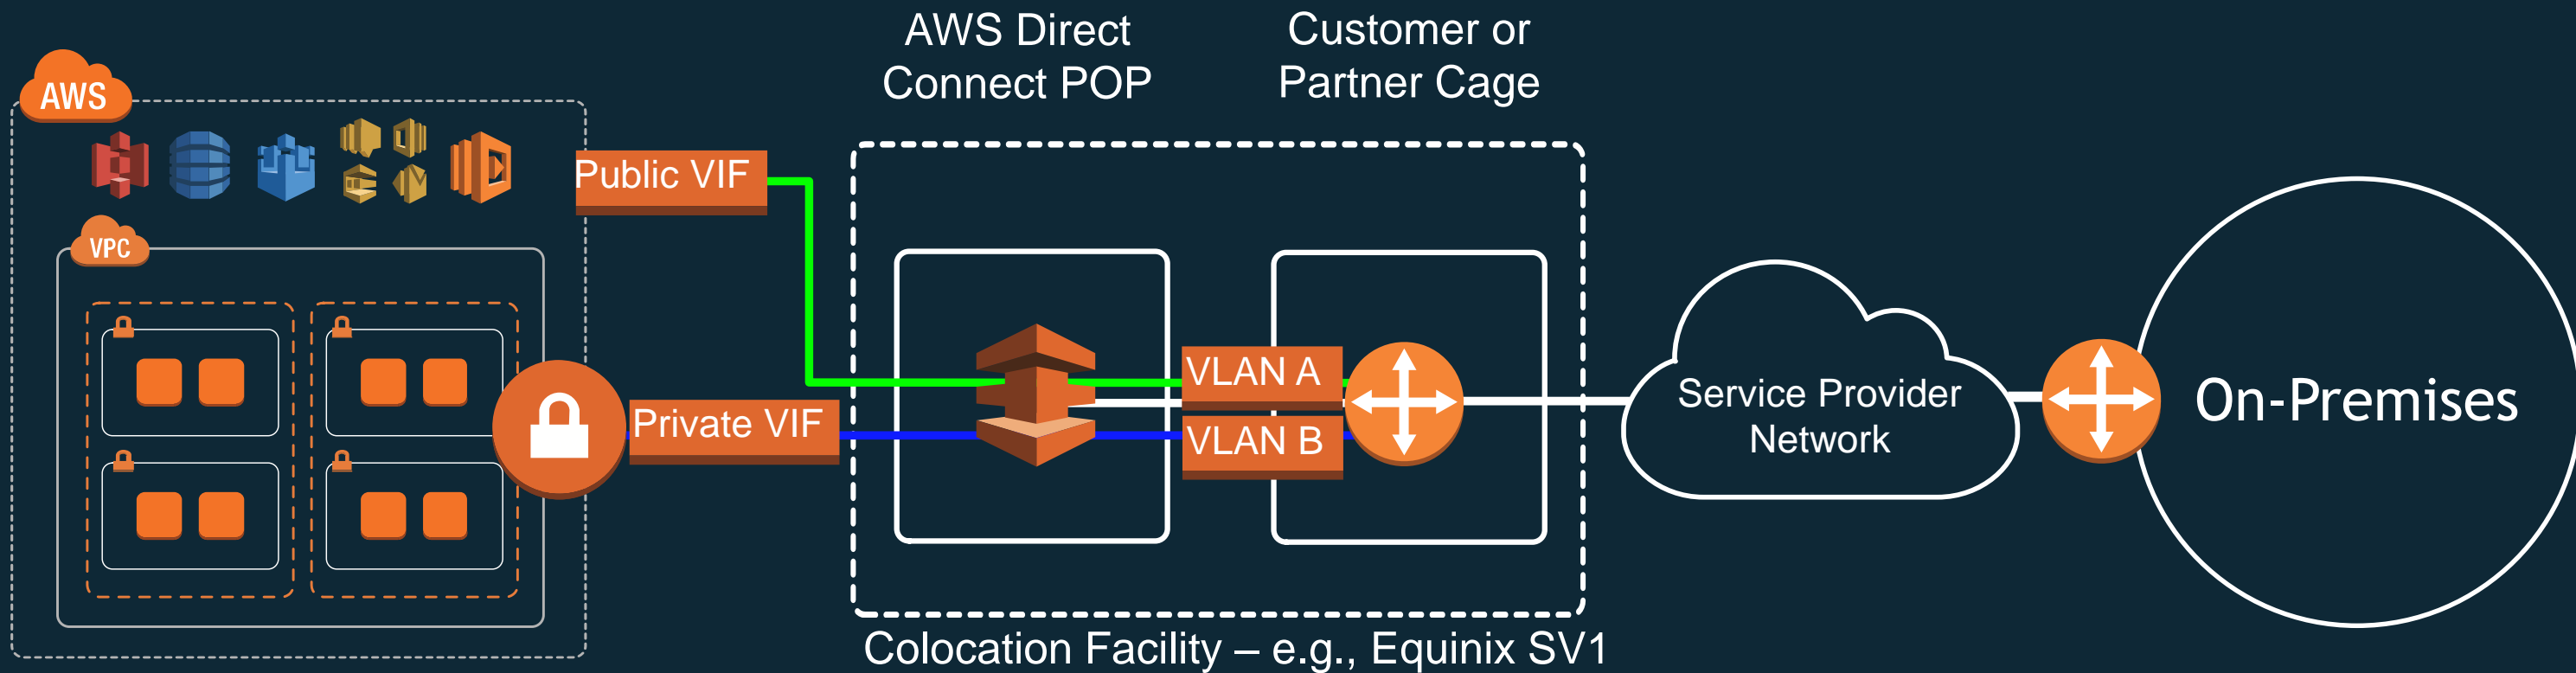 AWS Direct
Connect POP
Customer or
Partner Cage
AWS
Public VIF
VPC
VLAN A
Private VIF
VLAN B
Service Provider
Network
On-Premises
Colocation Facility – e.g., Equinix SV1